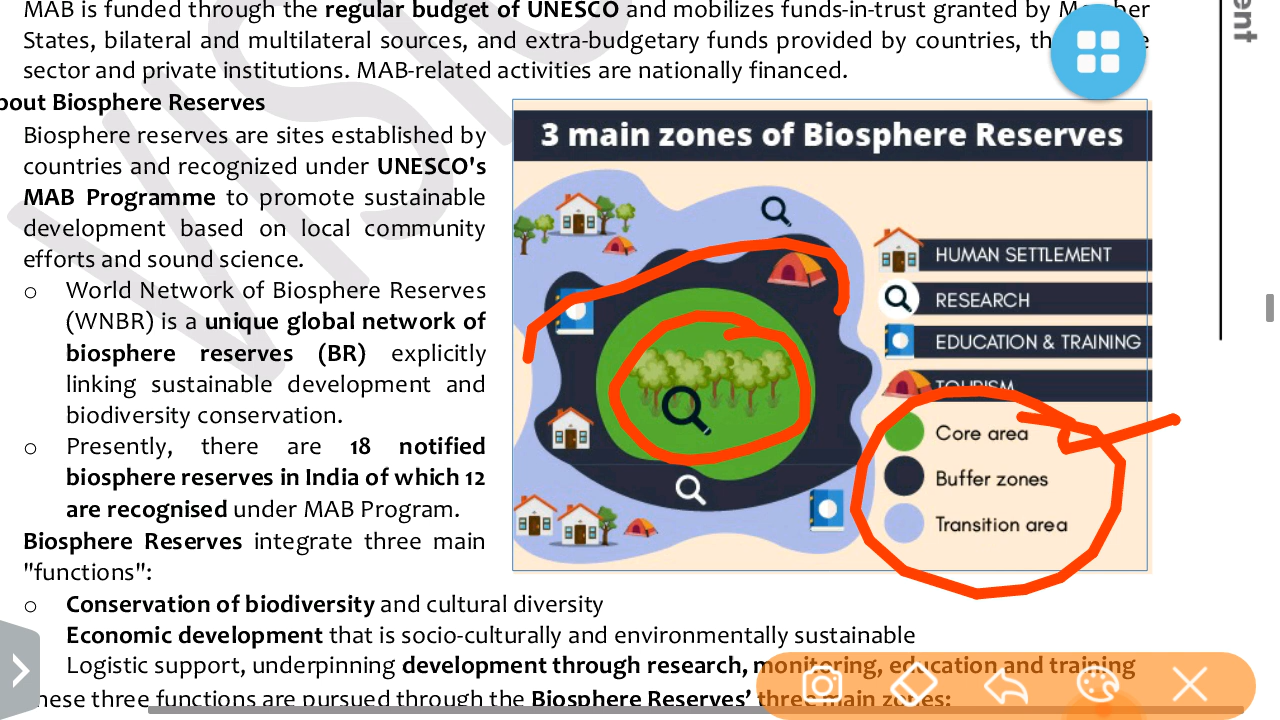 MAB is funded through the regular budget of UNESCO and mobilizes funds-in-trust granted by
States, bilateral and multilateral sources, and extra-budgetary funds provided by countries,
sector and private institutions. MAB-related activities are nationally financed.
Biosphere Reserves
Biosphere reserves are sites established by
countries and recognized under UNESCO's
MAB Programme to promote sustainable
development based on local community
efforts and sound science.
o World Network of Biosphere Reserves
(WNBR) is a unique global network of
biosphere reserves (BR) explicitly
linking sustainable development and
biodiversity conservation.
o Presently, there are 18 notified
biosphere reserves in India of which 12
are recognised under MAB Program.
Biosphere Reserves integrate three main
"functions":
o Conservation of biodiversity and cultural diversity
Economic development that is socio-culturally and environmentally sustainable
Logistic support, underpinning development through research, monitoring, education and training
three functions are pursued through the Biosphere Reserves' three main zones:
3 main zones of Biosphere Reserves
HUMAN SETTLEMENT
RESEARCH
EDUCATION & TRAINING
TOURISM
Core area
Buffer zones
Transition area